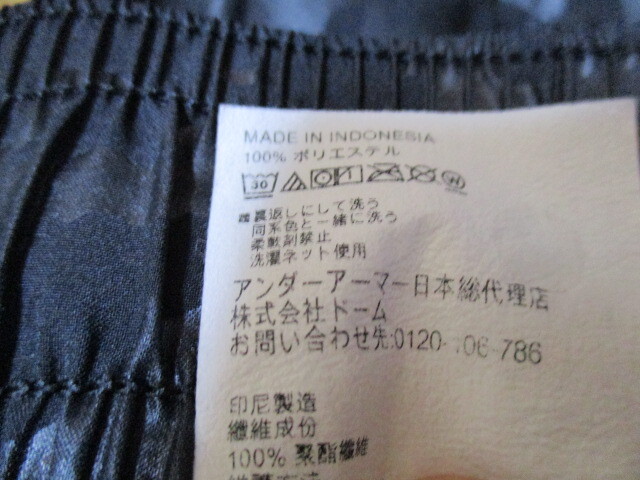 MADE IN INDONESIA
100% ポリエステル
30
裏返しにして洗う
同系色と一緒に洗う
柔軟剤禁止
洗濯ネット使用
アンダーアーマー日本総代理店
株式会社ドーム
お問い合わせ先:0120- 06-786
印尼製造
纖維成份
100% 聚酯纖維